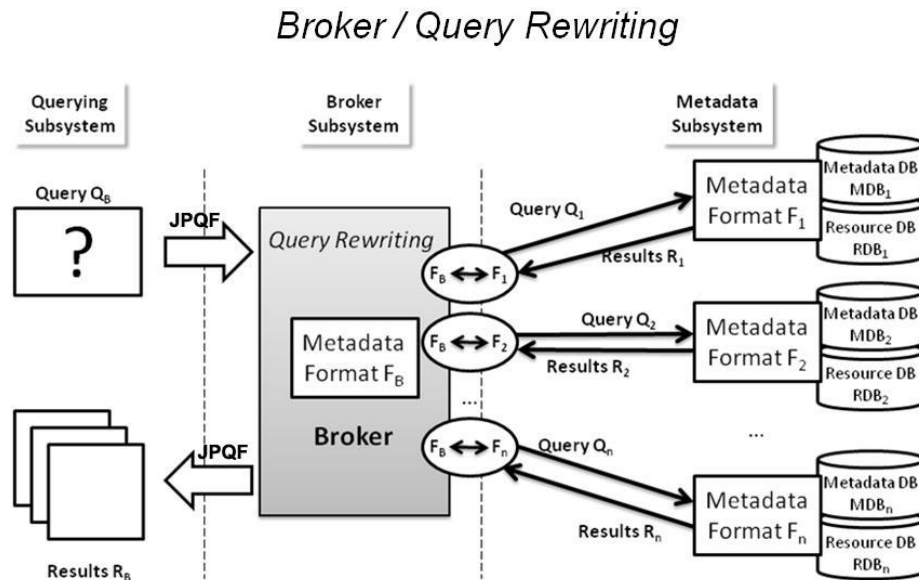 Broker / Query Rewriting
Querying
Subsystem
Broker
Subsystem
Metadata
Subsystem
Query Q_B
?
JPQF
Query Rewriting
Metadata
Format F_B
Broker
F_B ↔ F_1
F_B ↔ F_2
...
F_B ↔ F_n
Query Q_1
Results R_1
Query Q_2
Results R_2
Query Q_n
Results R_n
Metadata
Format F_1
Metadata DB
MDB_1
Resource DB
RDB_1
Metadata
Format F_2
Metadata DB
MDB_2
Resource DB
RDB_2
...
Metadata
Format F_n
Metadata DB
MDB_n
Resource DB
RDB_n
JPQF
Results R_B